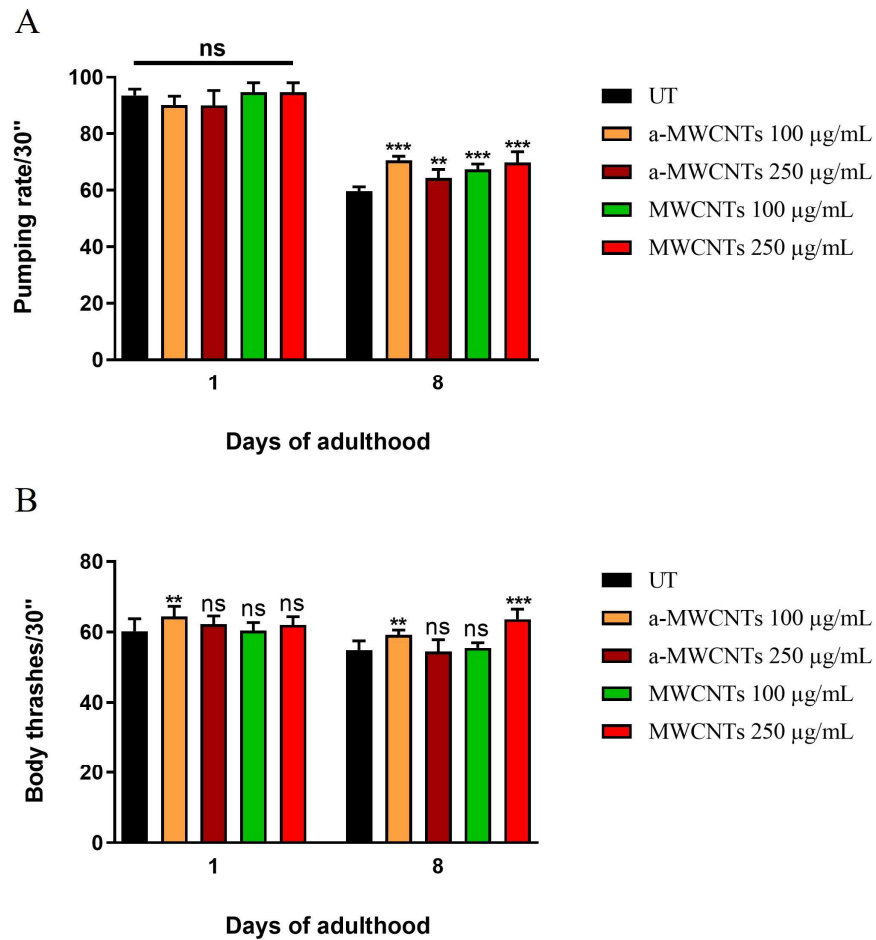 A
ns
Pumping rate/30"
100
80
60
40
20
0
*** ** *** ***
1 8
Days of adulthood
UT
a-MWCNTs 100 µg/mL
a-MWCNTs 250 µg/mL
MWCNTs 100 µg/mL
MWCNTs 250 µg/mL
B
Body thrashes/30"
80
60
40
20
0
** ns ns ns ** ns ns ***
1 8
Days of adulthood
UT
a-MWCNTs 100 µg/mL
a-MWCNTs 250 µg/mL
MWCNTs 100 µg/mL
MWCNTs 250 µg/mL